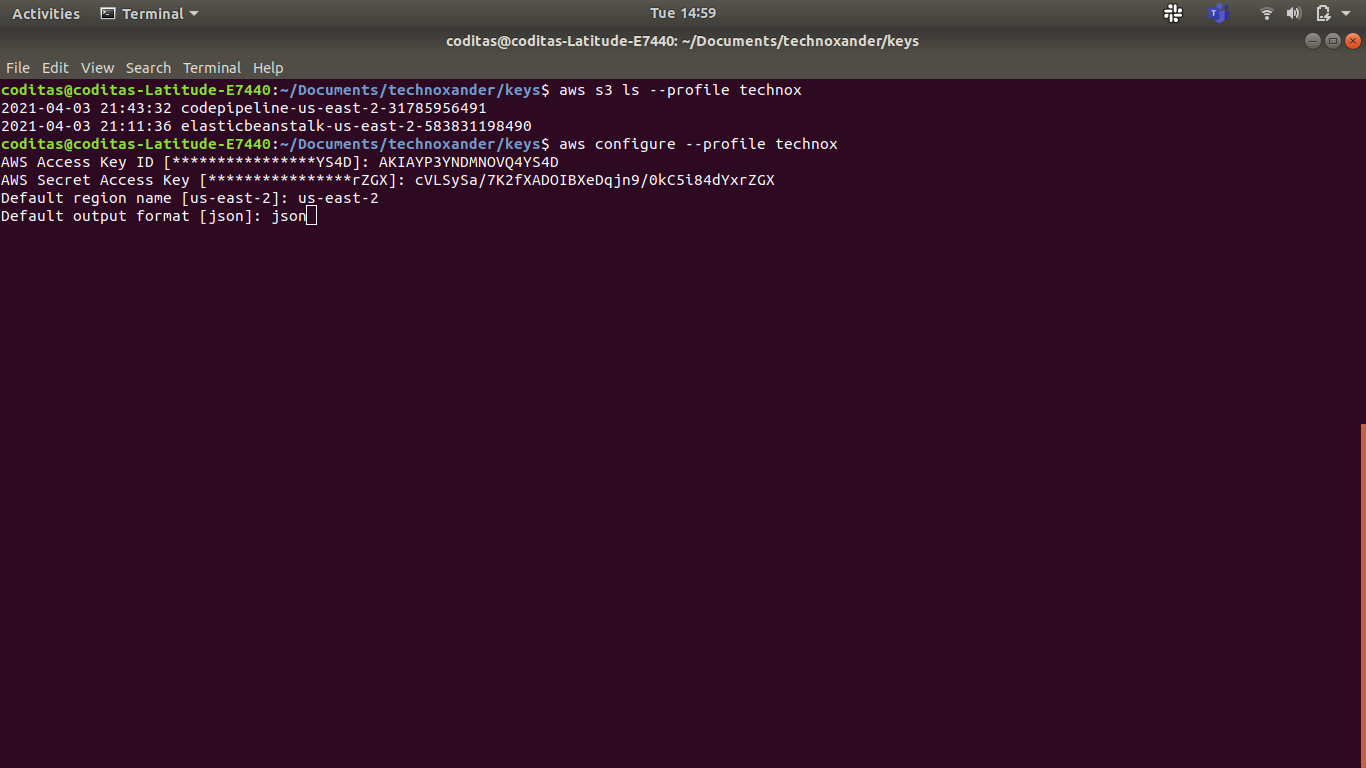 Activities Terminal Tue 14:59
coditas@coditas-Latitude-E7440: ~/Documents/technoxander/keys
File Edit View Search Terminal Help
coditas@coditas-Latitude-E7440:~/Documents/technoxander/keys$ aws s3 ls --profile technox
2021-04-03 21:43:32 codepipeline-us-east-2-31785956491
2021-04-03 21:11:36 elasticbeanstalk-us-east-2-583831198490
coditas@coditas-Latitude-E7440:~/Documents/technoxander/keys$ aws configure --profile technox
AWS Access Key ID [****************YS4D]: AKIAYP3YNDMNOVQ4YS4D
AWS Secret Access Key [****************rZGX]: 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
Default region name [us-east-2]: us-east-2
Default output format [json]: json